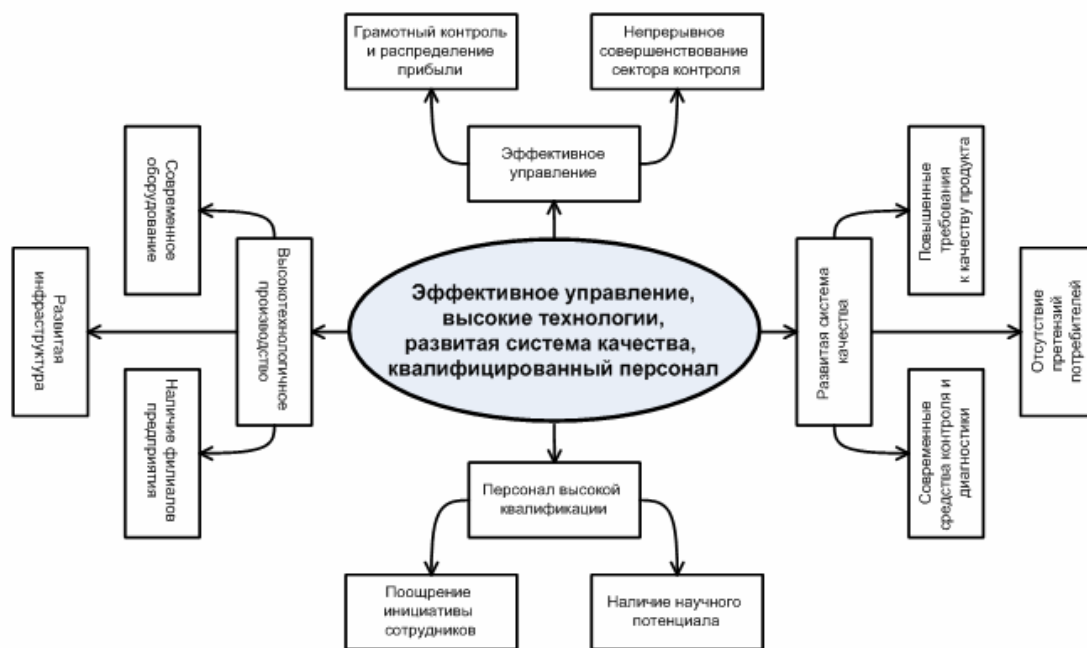 Грамотный контроль
и распределение
прибыли
Непрерывное
совершенствование
сектора контроля
Эффективное
управление
Современное
оборудование
Повышенные
требования
к качеству продукта
Развитая
инфраструктура
Высокотехнологичное
производство
Эффективное управление,
высокие технологии,
развитая система качества,
квалифицированный персонал
Развитая система
качества
Отсутствие
претензий
потребителей
Наличие филиалов
предприятия
Современные
средства контроля и
диагностики
Персонал высокой
квалификации
Поощрение
инициативы
сотрудников
Наличие научного
потенциала